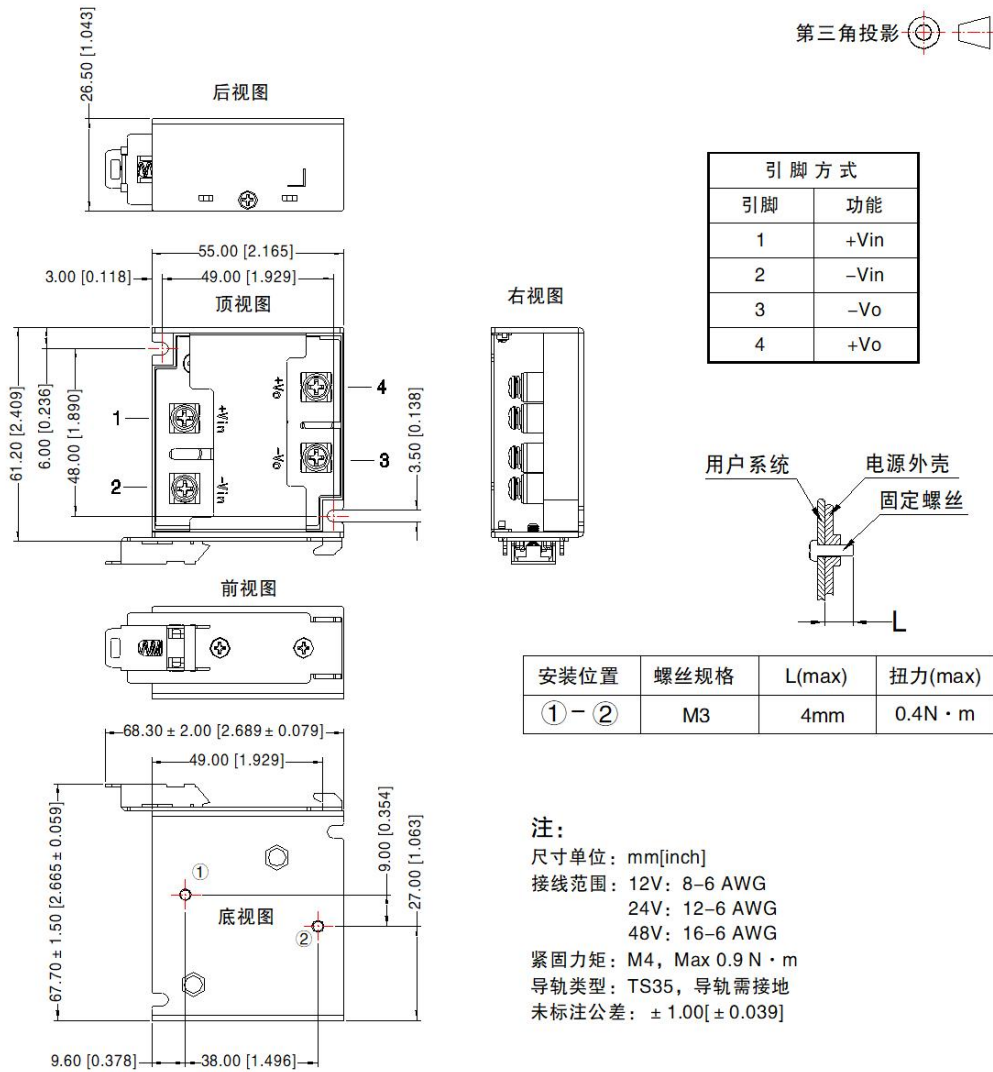 第三角投影
26.50 [1.043]
后视图
55.00 [2.165]
3.00 [0.118]
49.00 [1.929]
顶视图
61.20 [2.409]
6.00 [0.236]
48.00 [1.890]
3.50 [0.138]
1
2
+Vin
-Vin
+Vo
-Vo
4
3
右视图
引脚方式
引脚 功能
1 +Vin
2 -Vin
3 -Vo
4 +Vo
用户系统
电源外壳
固定螺丝
L
前视图
安装位置 螺丝规格 L(max) 扭力(max)
①-② M3 4mm 0.4N·m
68.30 ± 2.00 [2.689 ± 0.079]
49.00 [1.929]
67.70 ± 1.50 [2.665 ± 0.059]
9.00 [0.354]
27.00 [1.063]
①
底视图
②
9.60 [0.378]
38.00 [1.496]
注：
尺寸单位：mm[inch]
接线范围：12V：8-6 AWG
24V：12-6 AWG
48V：16-6 AWG
紧固力矩：M4，Max 0.9 N·m
导轨类型：TS35，导轨需接地
未标注公差：± 1.00[ ± 0.039]